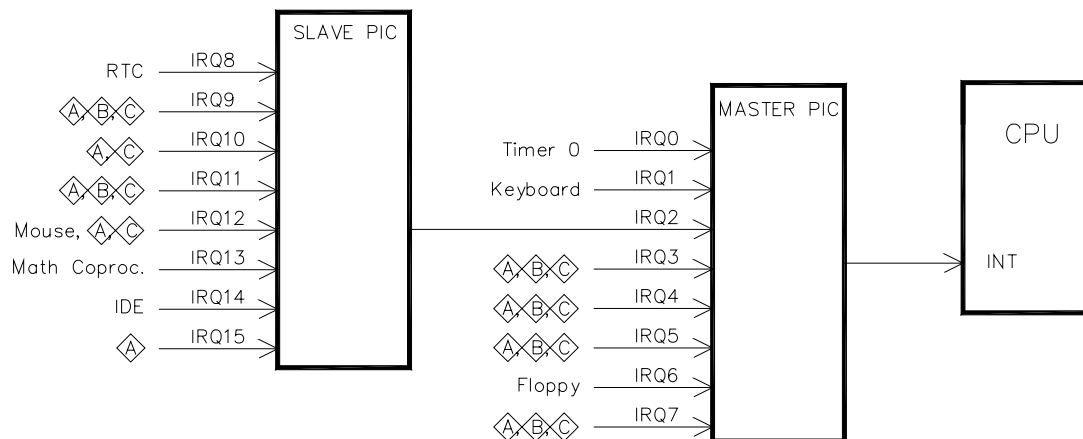 SLAVE PIC
RTC IRQ8
A, B, C IRQ9
A, C IRQ10
A, B, C IRQ11
Mouse, A, C IRQ12
Math Coproc. IRQ13
IDE IRQ14
A IRQ15
MASTER PIC
Timer 0 IRQ0
Keyboard IRQ1
IRQ2
A, B, C IRQ3
A, B, C IRQ4
A, B, C IRQ5
Floppy IRQ6
A, B, C IRQ7
CPU
INT